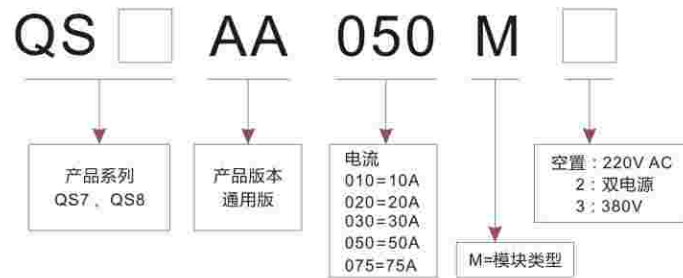 QS□ AA 050 M □
产品系列
QS7、QS8
产品版本
通用版
电流
010=10A
020=20A
030=30A
050=50A
075=75A
M=模块类型
空置:220V AC
2:双电源
3:380V